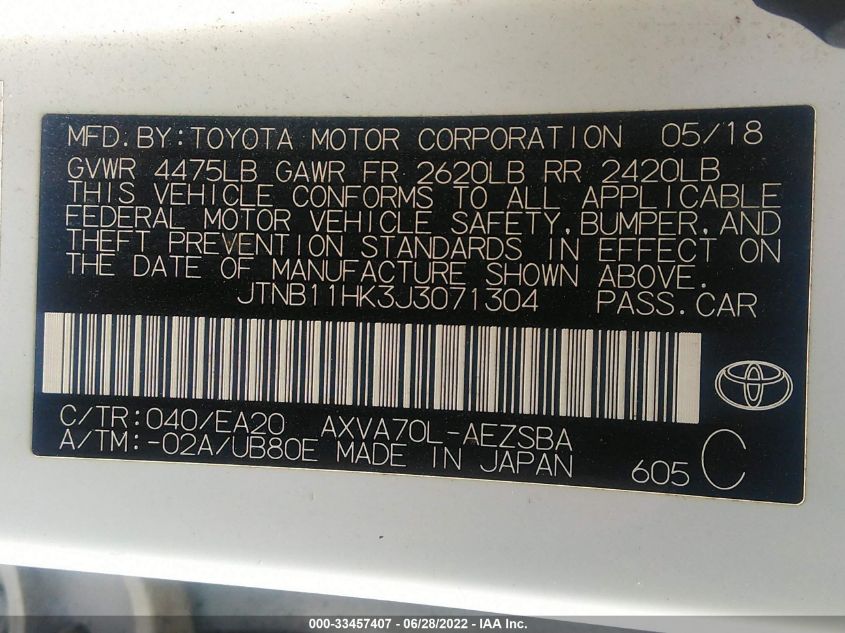 MFD. BY: TOYOTA MOTOR CORPORATION 05/18
GVWR 4475LB GAWR FR 2620LB RR 2420LB
THIS VEHICLE CONFORMS TO ALL APPLICABLE
FEDERAL MOTOR VEHICLE SAFETY, BUMPER, AND
THEFT PREVENTION STANDARDS IN EFFECT ON
THE DATE OF MANUFACTURE SHOWN ABOVE.
JTNB11HK3J3071304 PASS. CAR
C/TR: 040/EA20 AXVA70L-AEZSBA
A/TM: -02A/UB80E MADE IN JAPAN 605 C
000-33457407 | 06/28/2022 - IAA Inc.